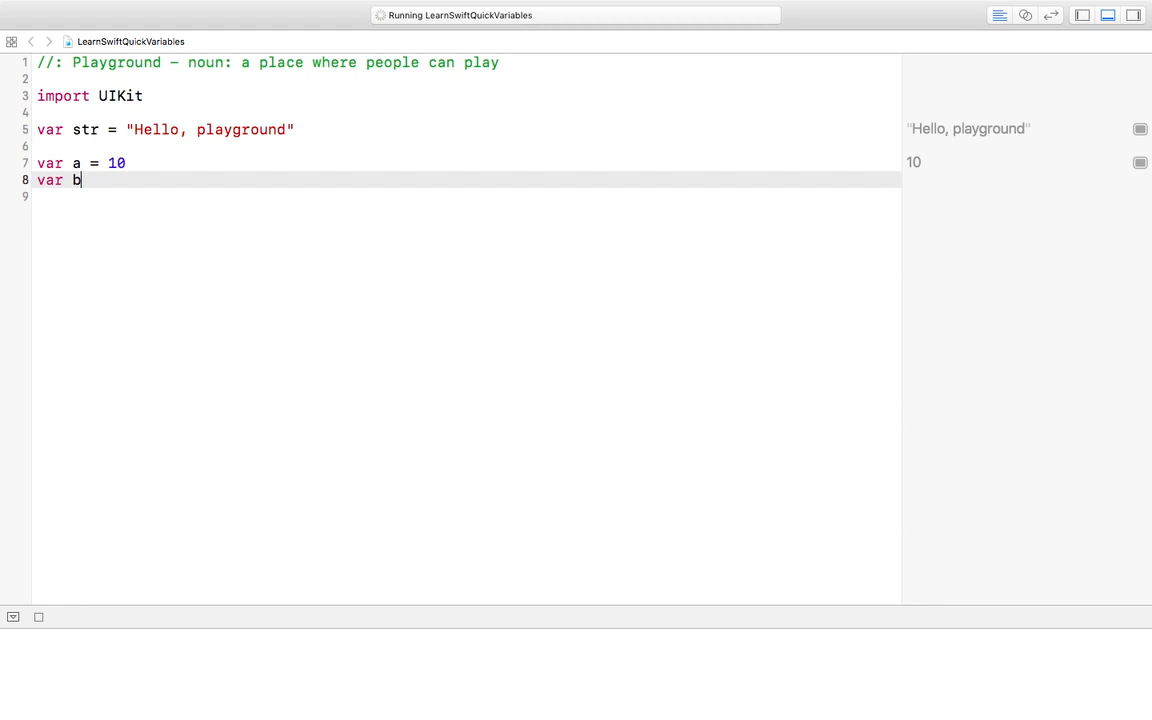 Running LearnSwiftQuickVariables
LearnSwiftQuickVariables
1 //: Playground – noun: a place where people can play
2
3 import UIKit
4
5 var str = "Hello, playground"
"Hello, playground"
6
7 var a = 10
10
8 var b
9